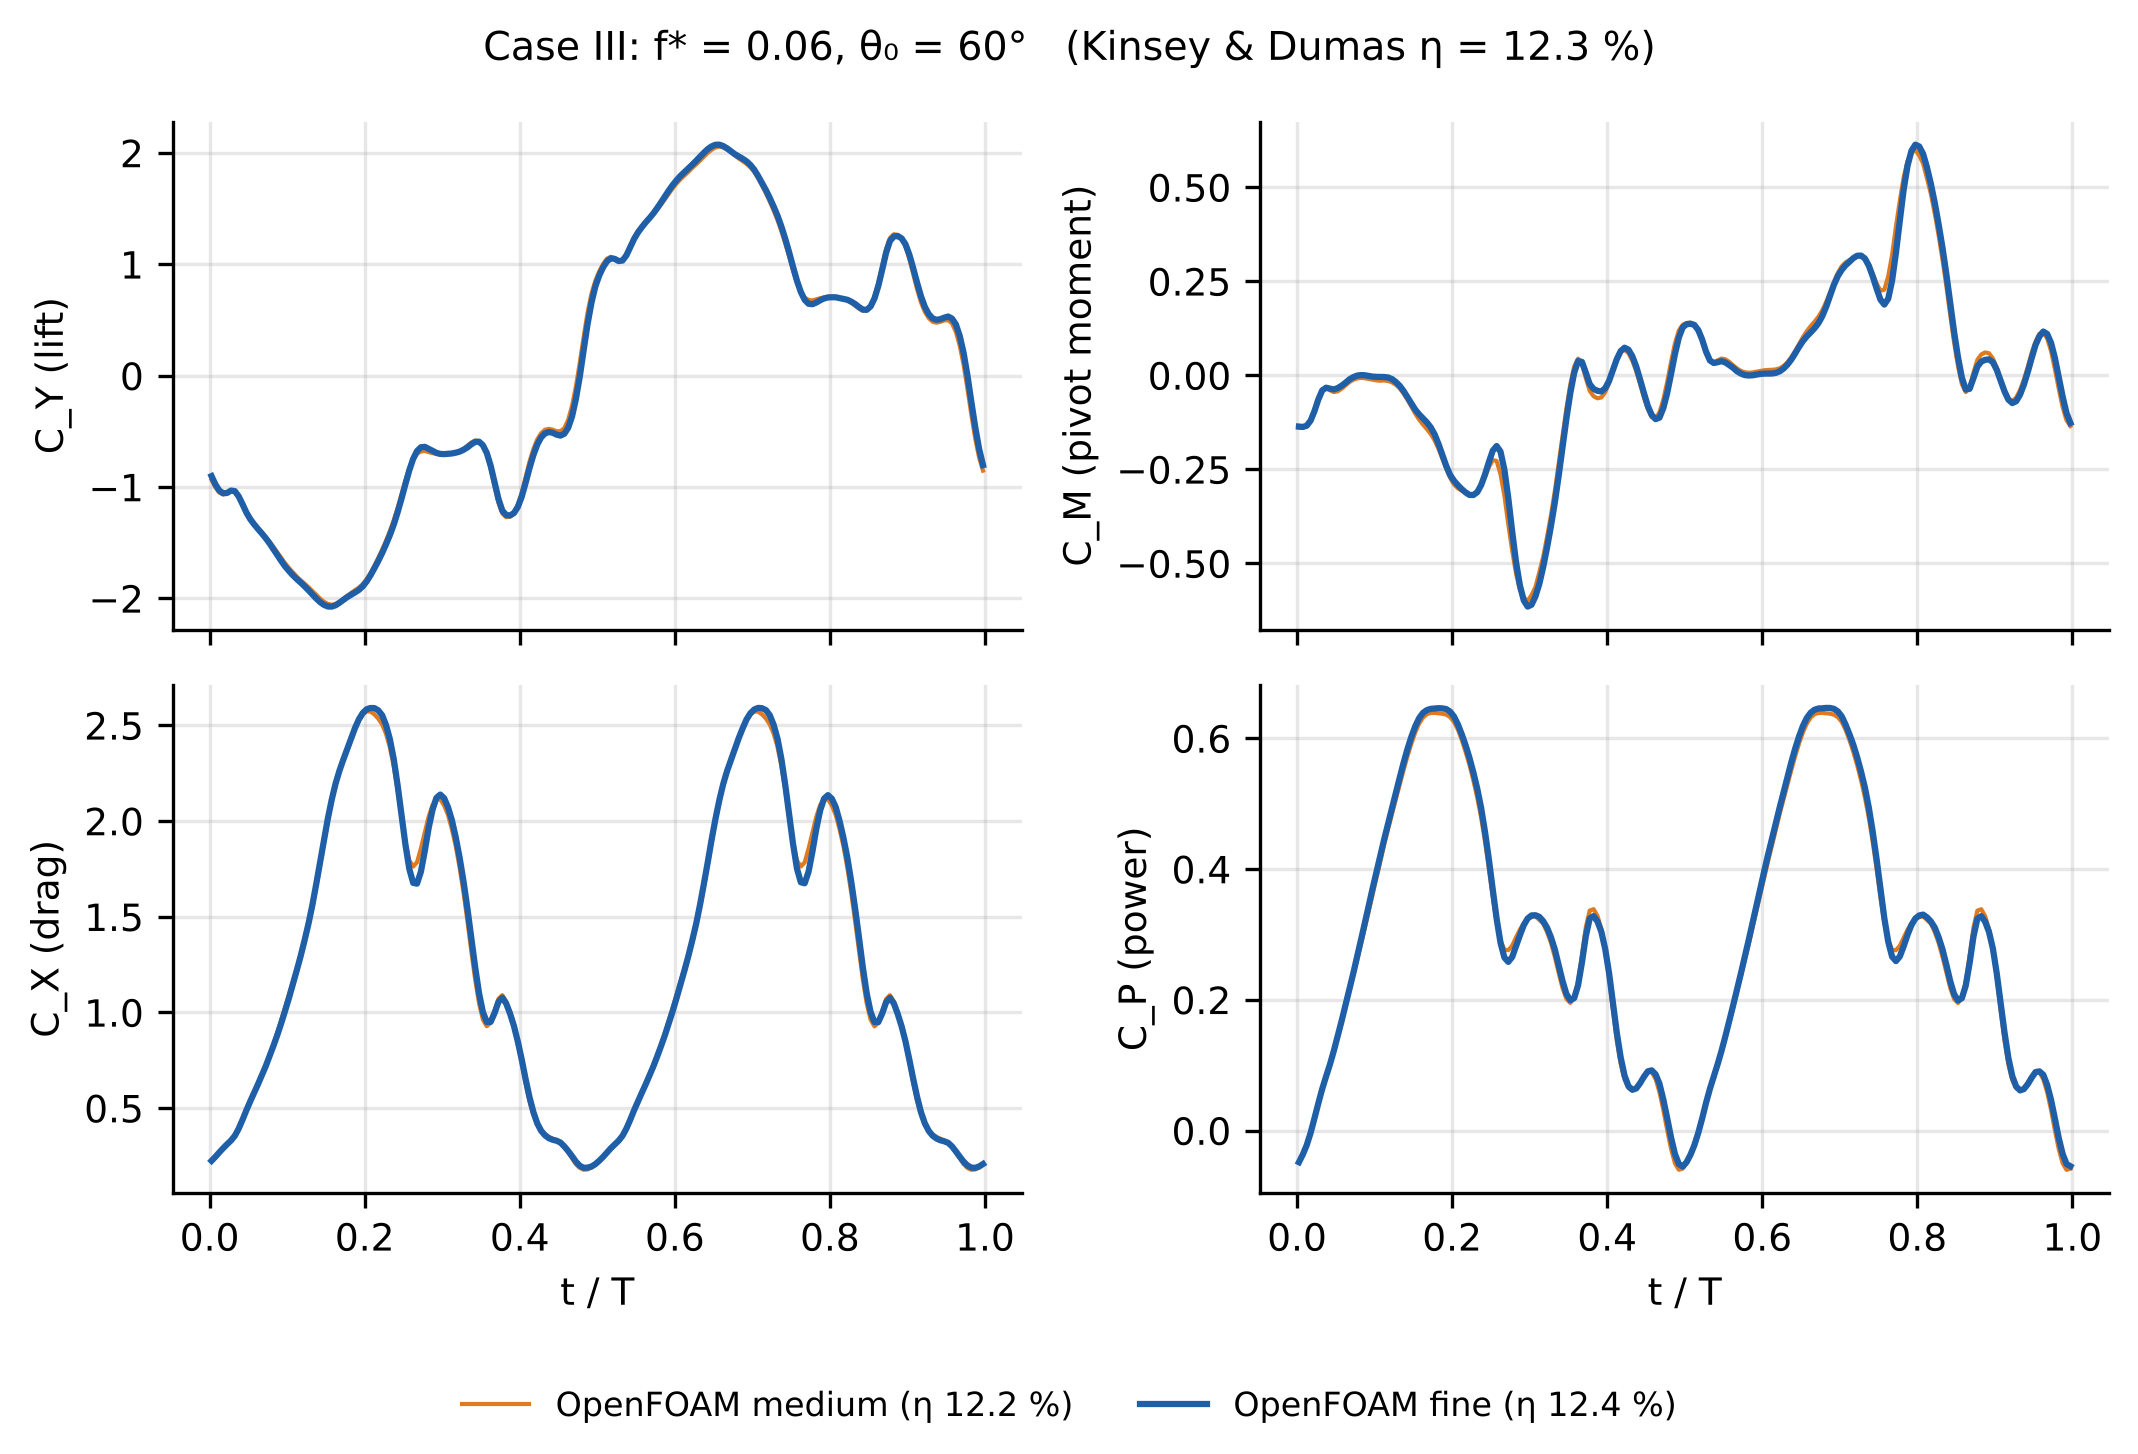 Case III: f* = 0.06, θ₀ = 60°   (Kinsey & Dumas η = 12.3 %)
C_Y (lift)
2
1
0
−1
−2
C_M (pivot moment)
0.50
0.25
0.00
−0.25
−0.50
C_X (drag)
2.5
2.0
1.5
1.0
0.5
0.0 0.2 0.4 0.6 0.8 1.0
t / T
C_P (power)
0.6
0.4
0.2
0.0
0.0 0.2 0.4 0.6 0.8 1.0
t / T
OpenFOAM medium (η 12.2 %)
OpenFOAM fine (η 12.4 %)